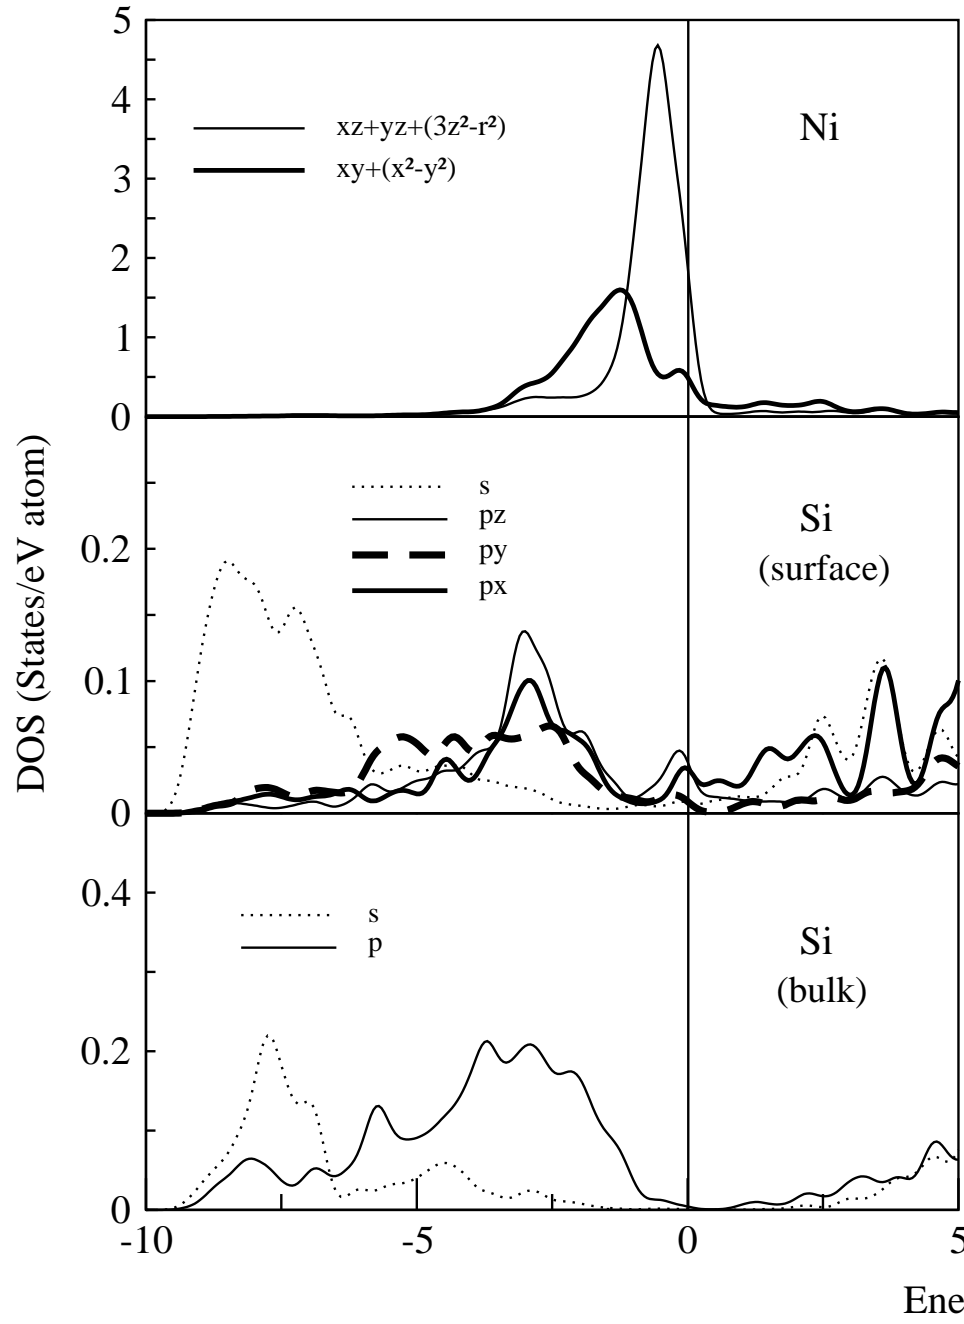 5
4
3
2
1
0
xz+yz+(3z²-r²)
xy+(x²-y²)
Ni
DOS (States/eV atom)
0.2
0.1
0
s
pz
py
px
Si
(surface)
0.4
0.2
0
s
p
Si
(bulk)
-10 -5 0 5
Ene